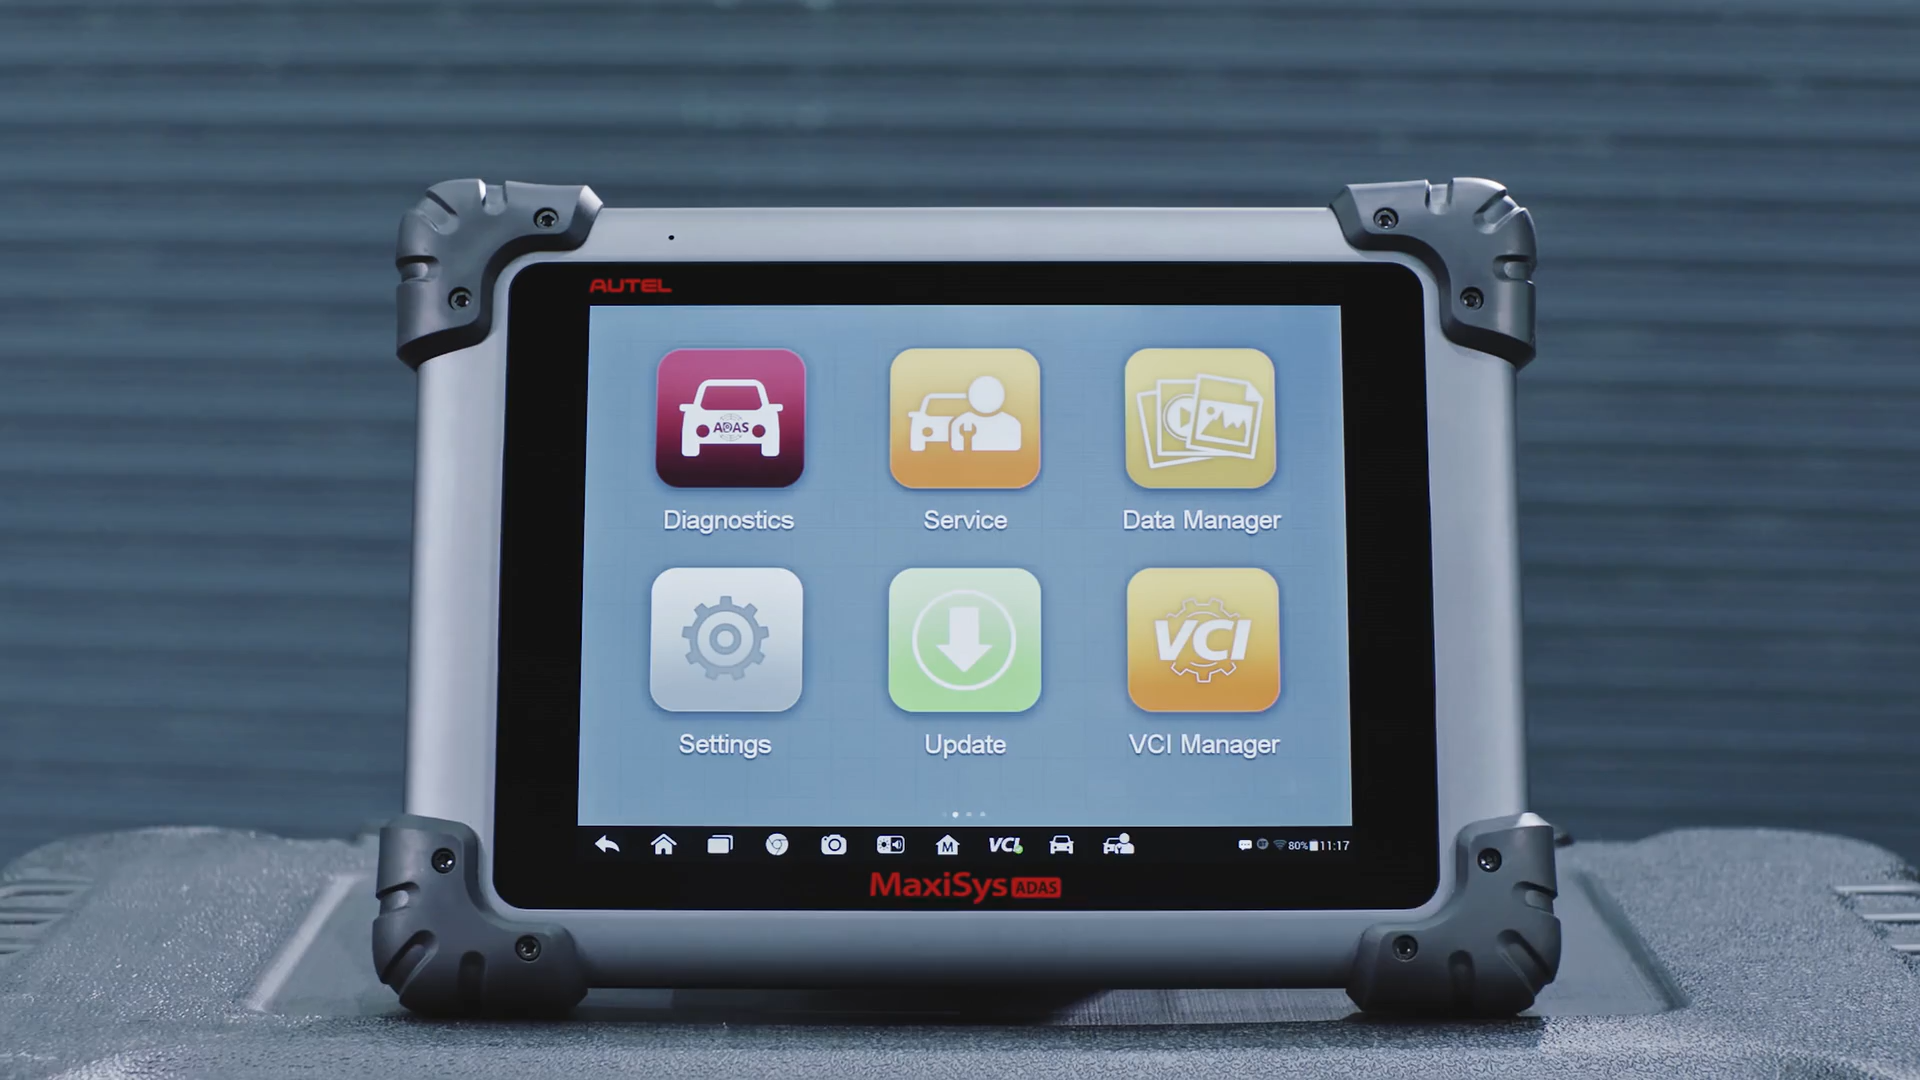 AUTEL
ADAS
Diagnostics
Service
Data Manager
VCI
Settings
Update
VCI Manager
M
VCI
80%
11:17
MaxiSys ADAS